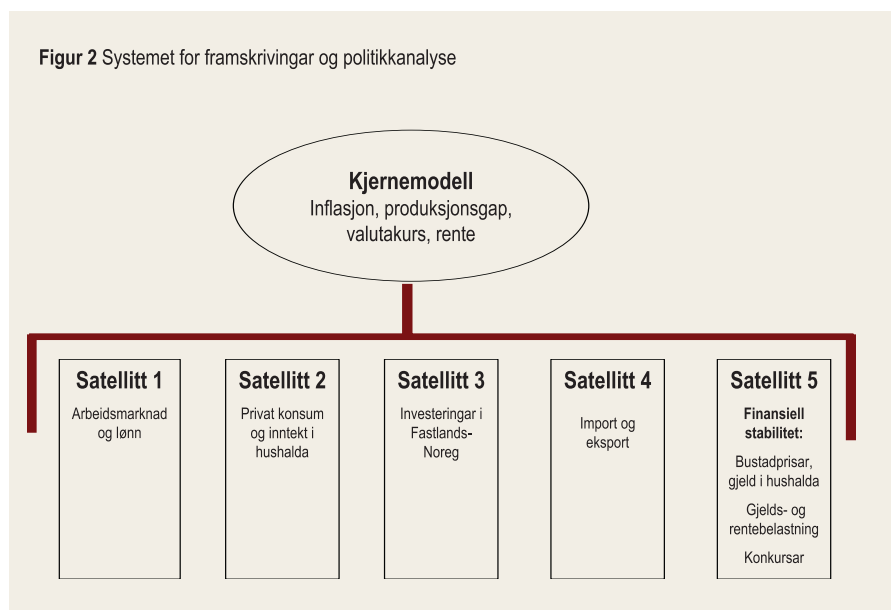 Figur 2 Systemet for framskrivingar og politikkanalyse
Kjernemodell
Inflasjon, produksjonsgap,
valutakurs, rente
Satellitt 1
Arbeidsmarknad
og lønn
Satellitt 2
Privat konsum
og inntekt i
hushalda
Satellitt 3
Investeringar i
Fastlands-
Noreg
Satellitt 4
Import og
eksport
Satellitt 5
Finansiell
stabilitet:
Bustadprisar,
gjeld i hushalda
Gjelds- og
rentebelastning
Konkursar